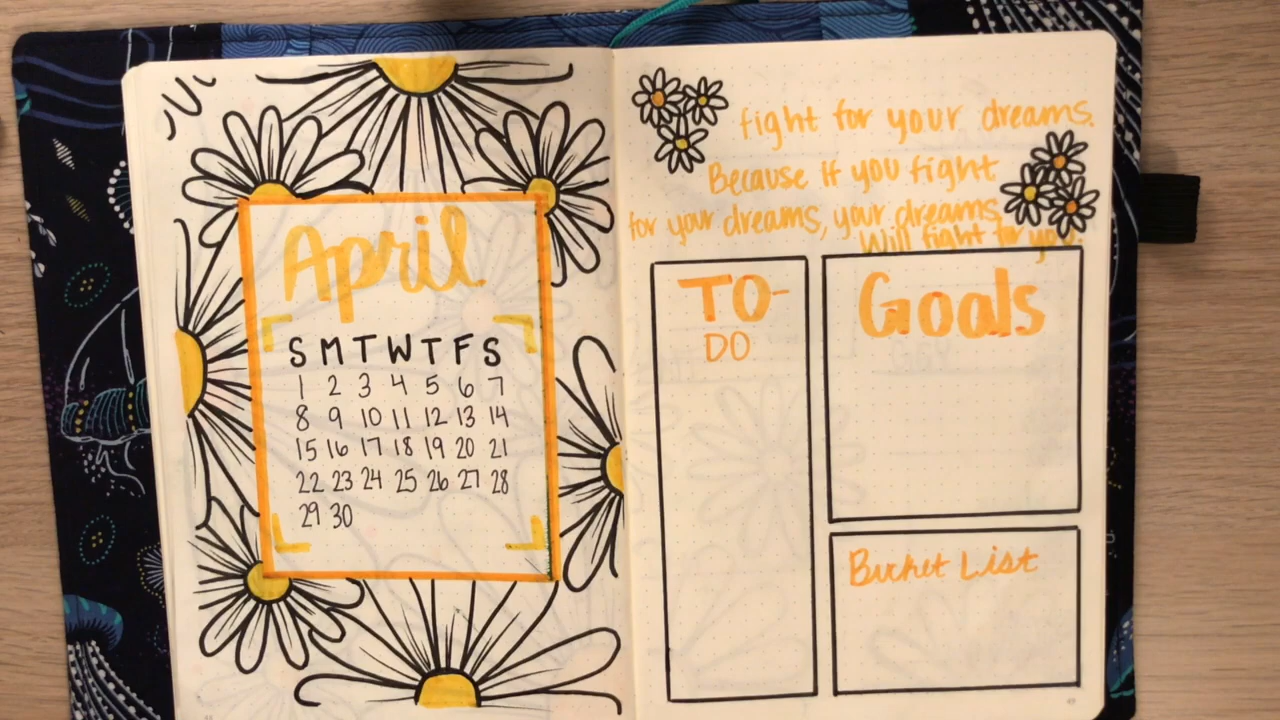 April
S M T W T F S
1 2 3 4 5 6 7
8 9 10 11 12 13 14
15 16 17 18 19 20 21
22 23 24 25 26 27 28
29 30
fight for your dreams.
Because if you fight
for your dreams, your dreams
Will fight for you.
TO-
DO
Goals
Bucket List